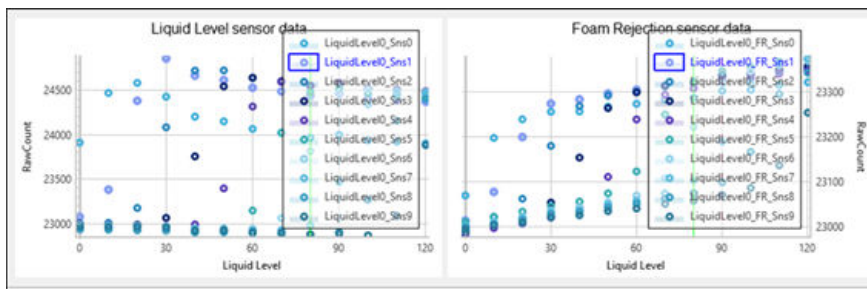 Liquid Level sensor data
LiquidLevel0_Sns0
LiquidLevel0_Sns1
LiquidLevel0_Sns2
LiquidLevel0_Sns3
LiquidLevel0_Sns4
LiquidLevel0_Sns5
LiquidLevel0_Sns6
LiquidLevel0_Sns7
LiquidLevel0_Sns8
LiquidLevel0_Sns9
24500
24000
23500
23000
RawCount
0
30
60
90
120
Liquid Level
Foam Rejection sensor data
LiquidLevel0_FR_Sns0
LiquidLevel0_FR_Sns1
LiquidLevel0_FR_Sns2
LiquidLevel0_FR_Sns3
LiquidLevel0_FR_Sns4
LiquidLevel0_FR_Sns5
LiquidLevel0_FR_Sns6
LiquidLevel0_FR_Sns7
LiquidLevel0_FR_Sns8
LiquidLevel0_FR_Sns9
23300
23200
23100
23000
RawCount
0
30
60
90
120
Liquid Level